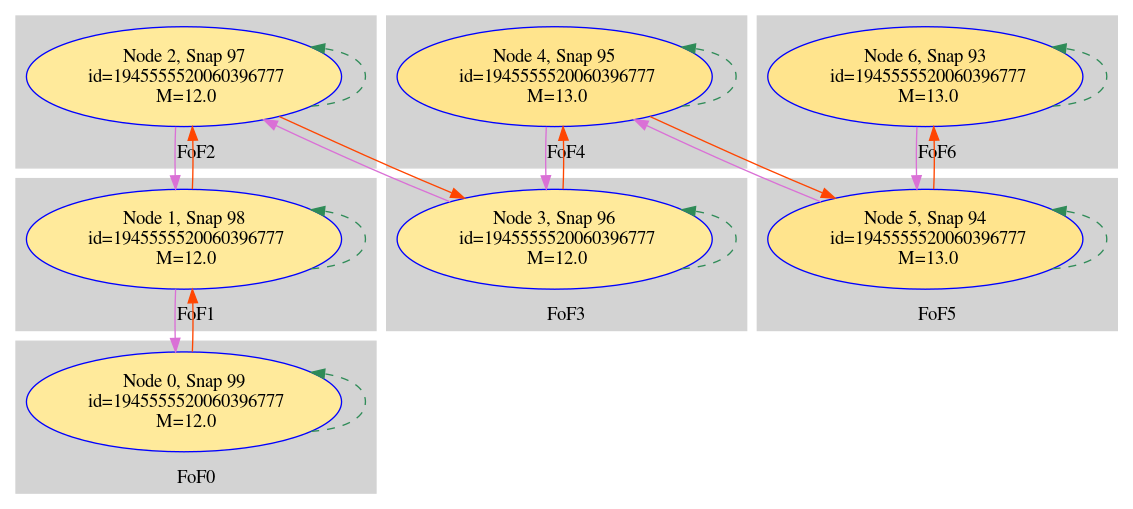 Node 2, Snap 97
id=1945555520060396777
M=12.0
FoF2
Node 4, Snap 95
id=1945555520060396777
M=13.0
FoF4
Node 6, Snap 93
id=1945555520060396777
M=13.0
FoF6
Node 1, Snap 98
id=1945555520060396777
M=12.0
FoF1
Node 3, Snap 96
id=1945555520060396777
M=12.0
FoF3
Node 5, Snap 94
id=1945555520060396777
M=13.0
FoF5
Node 0, Snap 99
id=1945555520060396777
M=12.0
FoF0